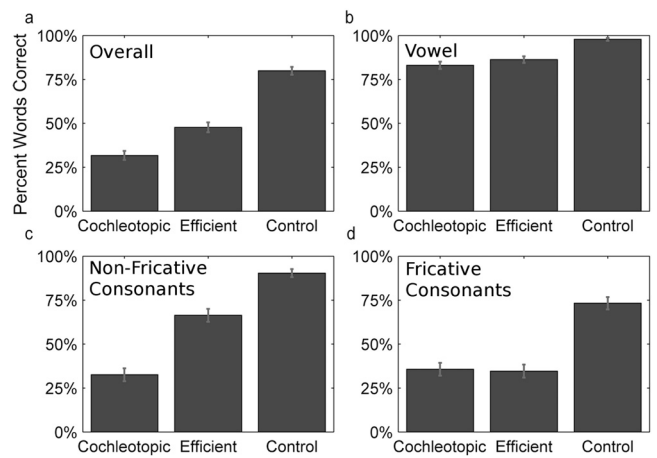 a
Overall
Percent Words Correct
100%
75%
50%
25%
0%
Cochleotopic Efficient Control
b
Vowel
100%
75%
50%
25%
0%
Cochleotopic Efficient Control
c
Non-Fricative
Consonants
100%
75%
50%
25%
0%
Cochleotopic Efficient Control
d
Fricative
Consonants
100%
75%
50%
25%
0%
Cochleotopic Efficient Control